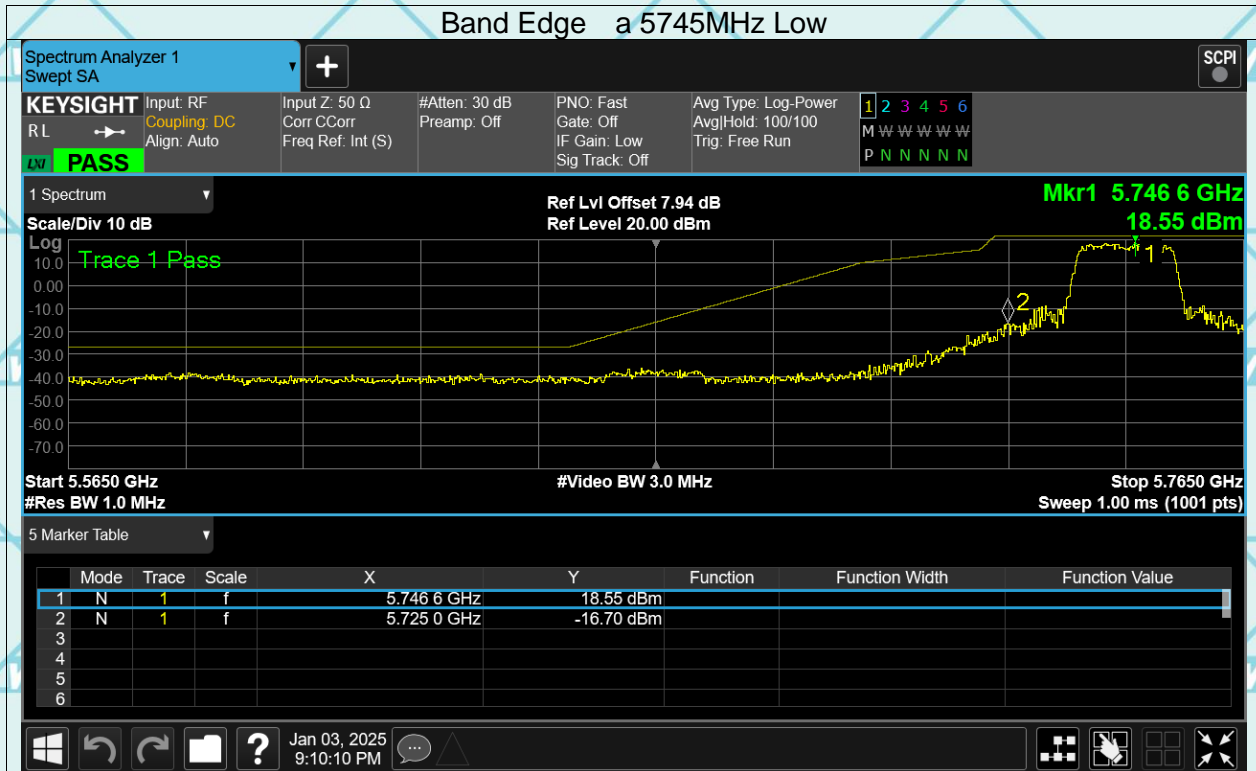 Band Edge a 5745MHz Low
Spectrum Analyzer 1
Swept SA
+
SCPI
KEYSIGHT Input: RF Input Z: 50 Ω #Atten: 30 dB PNO: Fast Avg Type: Log-Power 1 2 3 4 5 6
R L Coupling: DC Corr CCorr Preamp: Off Gate: Off Avg|Hold: 100/100 M W W W W W W
Align: Auto Freq Ref: Int (S) IF Gain: Low Trig: Free Run
LXI PASS Sig Track: Off P N N N N N
1 Spectrum Ref Lvl Offset 7.94 dB Mkr1 5.746 6 GHz
Scale/Div 10 dB Ref Level 20.00 dBm 18.55 dBm
Log
Trace 1 Pass
10.0
1
0.00
2
-10.0
-20.0
-30.0
-40.0
-50.0
-60.0
-70.0
Start 5.5650 GHz #Video BW 3.0 MHz Stop 5.7650 GHz
#Res BW 1.0 MHz Sweep 1.00 ms (1001 pts)
5 Marker Table
Mode Trace Scale X Y Function Function Width Function Value
1 N 1 f 5.746 6 GHz 18.55 dBm
2 N 1 f 5.725 0 GHz -16.70 dBm
3
4
5
6
? Jan 03, 2025
9:10:10 PM